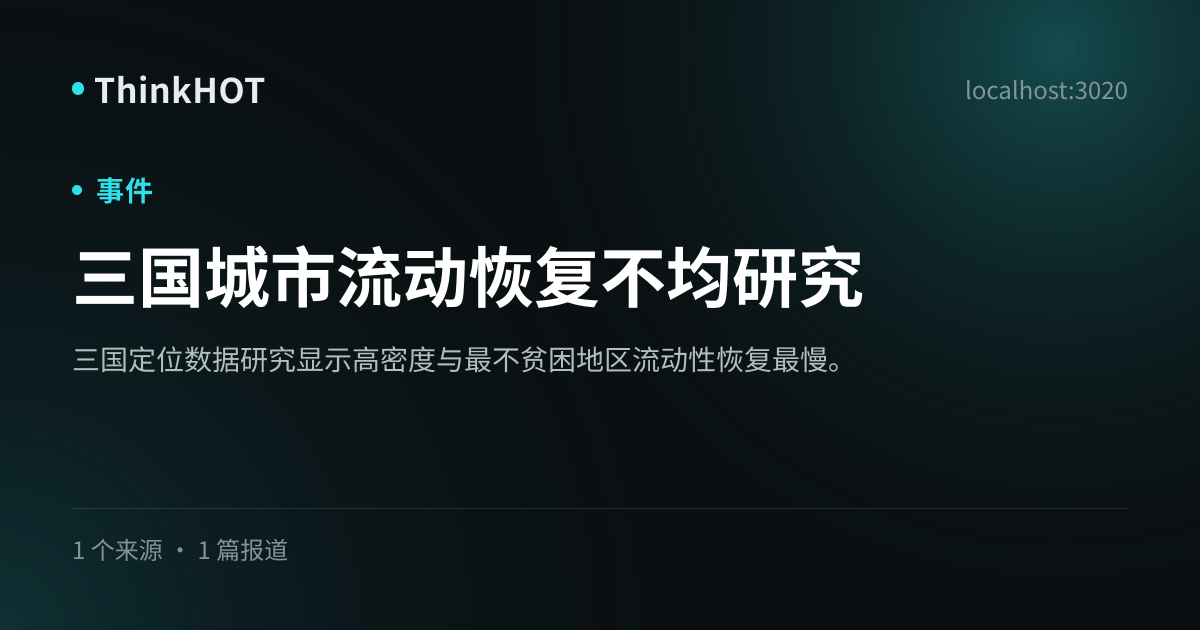 ThinkHOT
localhost:3020
事件
三国城市流动恢复不均研究
三国定位数据研究显示高密度与最不贫困地区流动性恢复最慢。
1 个来源 · 1 篇报道